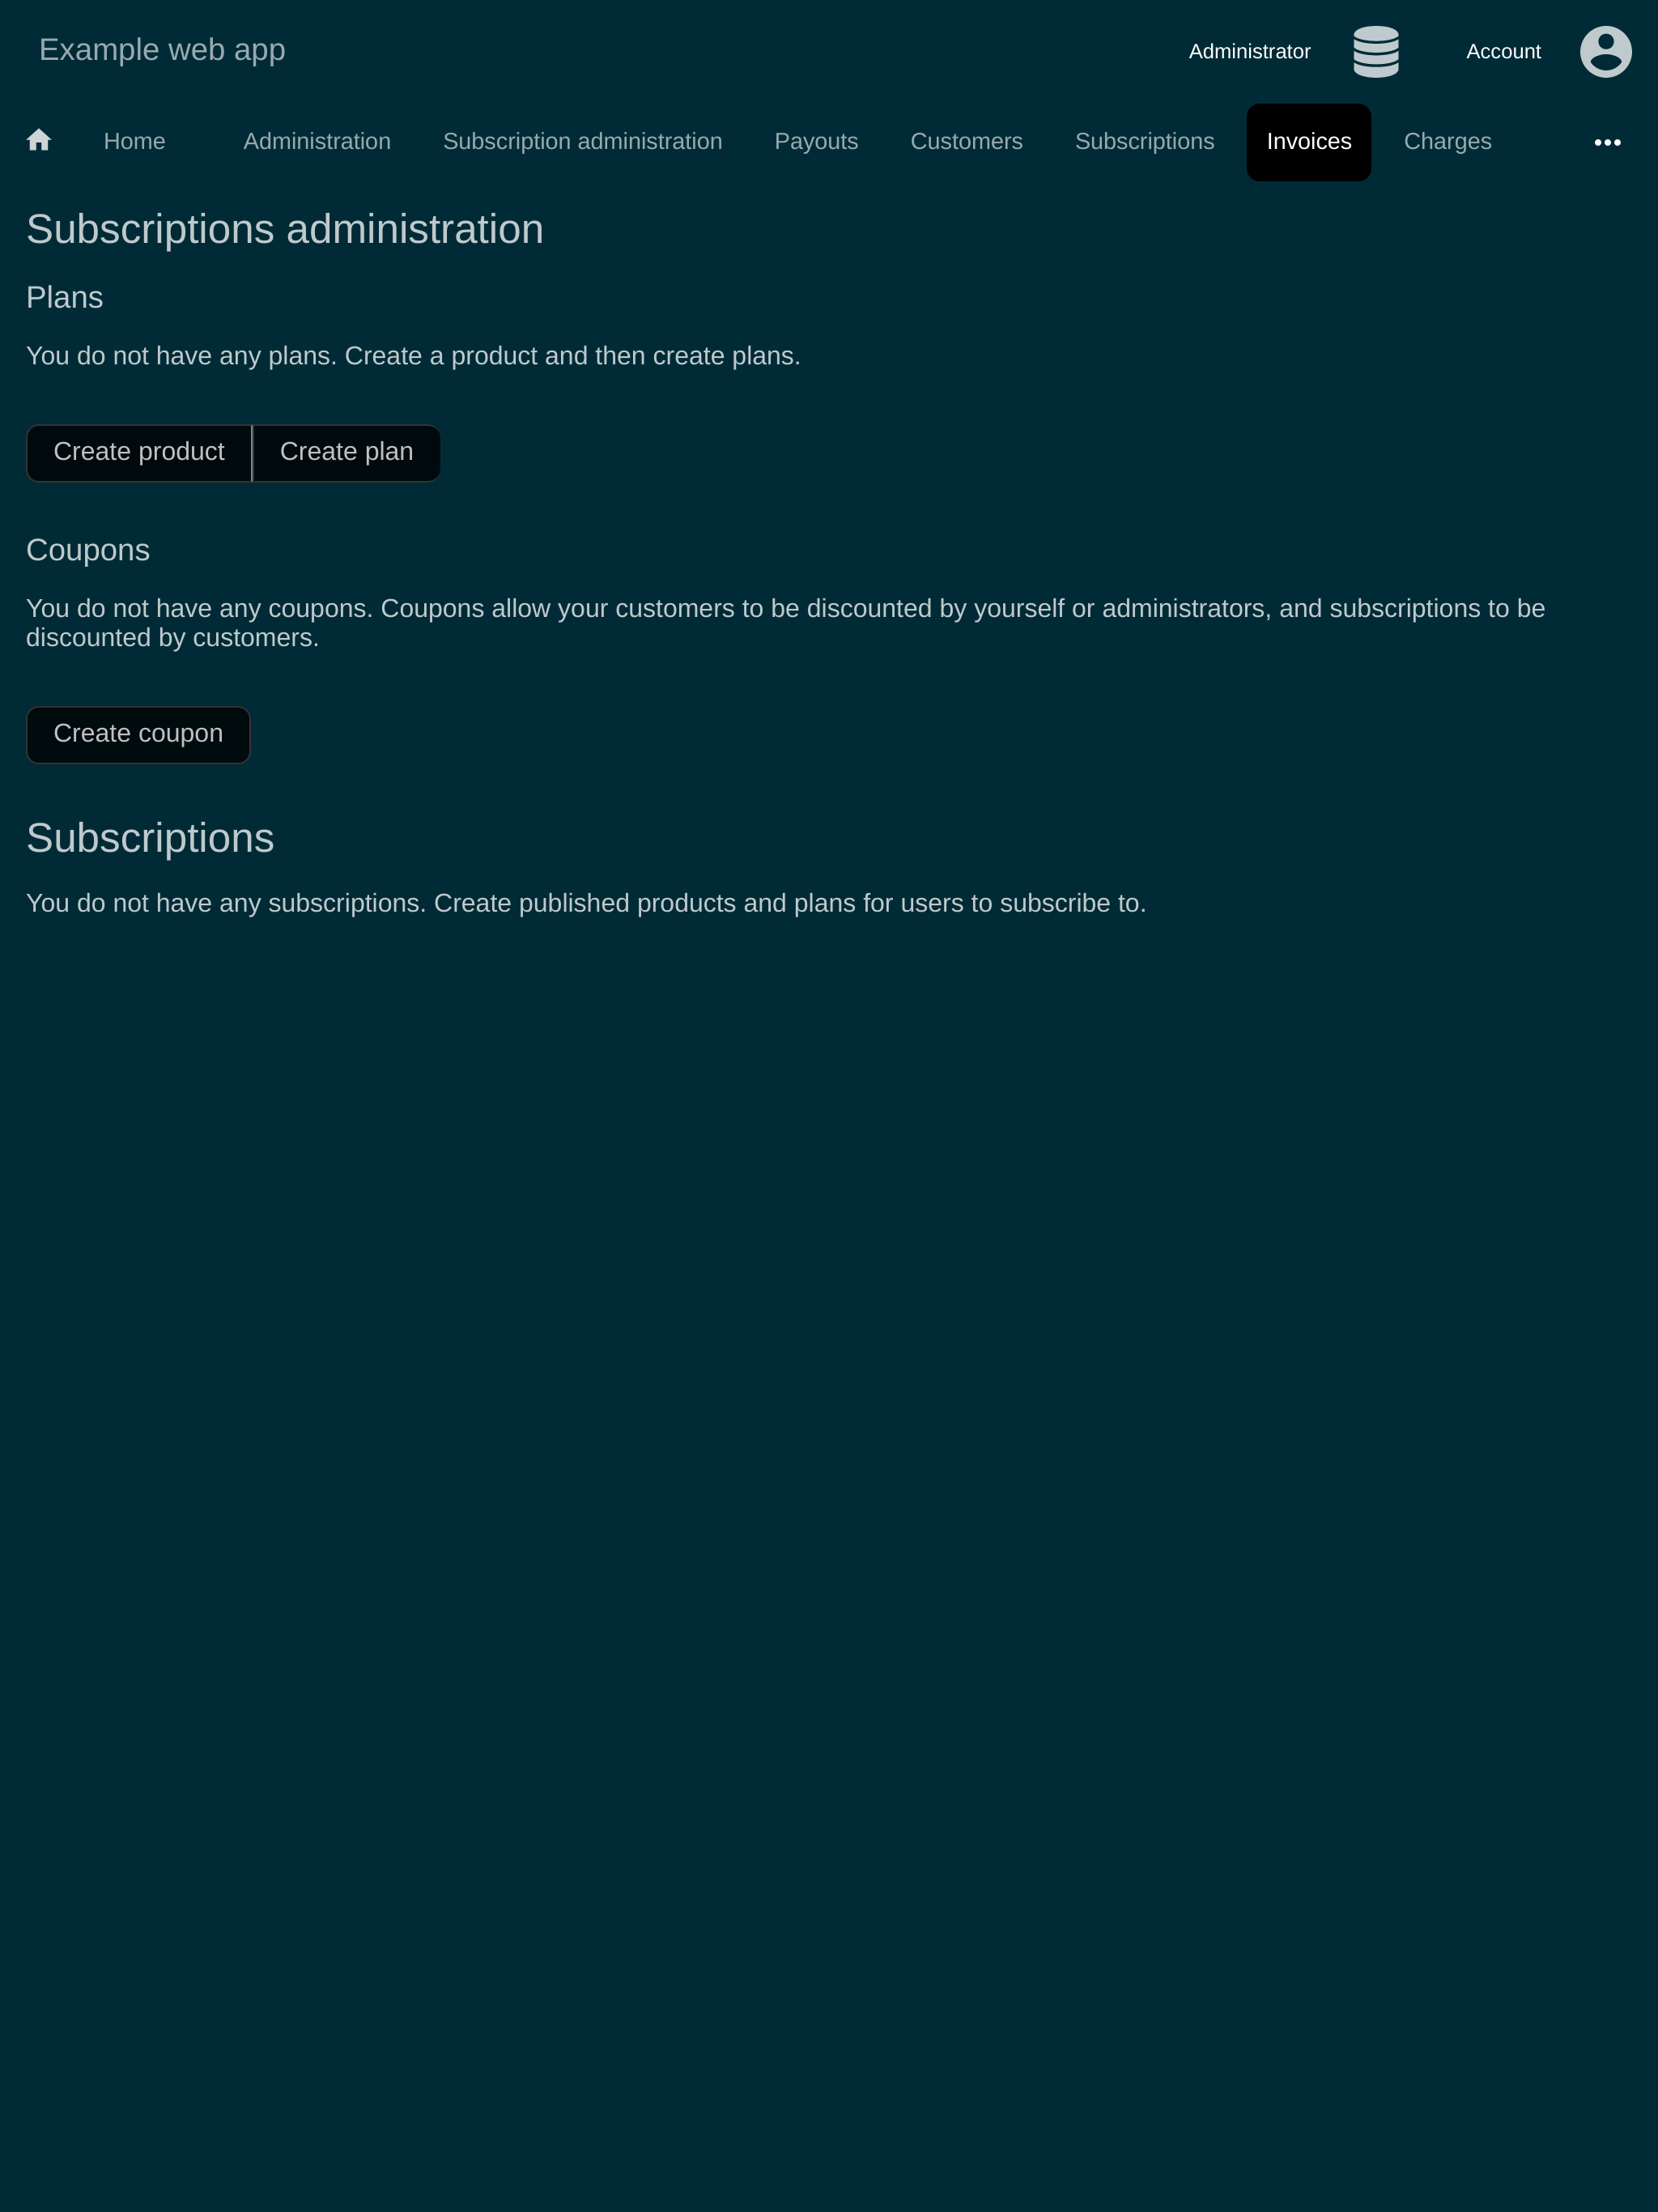 Example web app
Administrator
Account
Home
Administration
Subscription administration
Payouts
Customers
Subscriptions
Invoices
Charges
Subscriptions administration
Plans
You do not have any plans. Create a product and then create plans.
Create product
Create plan
Coupons
You do not have any coupons. Coupons allow your customers to be discounted by yourself or administrators, and subscriptions to be
discounted by customers.
Create coupon
Subscriptions
You do not have any subscriptions. Create published products and plans for users to subscribe to.